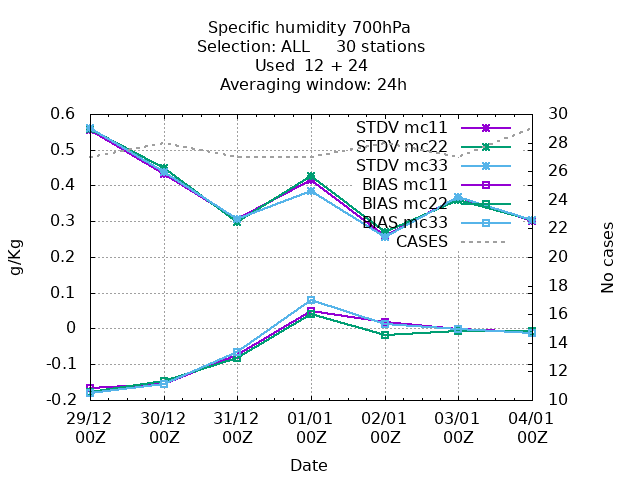 Specific humidity 700hPa
Selection: ALL     30 stations
Used  12 + 24
Averaging window: 24h
STDV mc11
STDV mc22
STDV mc33
BIAS mc11
BIAS mc22
BIAS mc33
CASES
0.6
0.5
0.4
0.3
0.2
0.1
0
-0.1
-0.2
g/Kg
30
28
26
24
22
20
18
16
14
12
10
No cases
29/12 30/12 31/12 01/01 02/01 03/01 04/01
00Z 00Z 00Z 00Z 00Z 00Z 00Z
Date